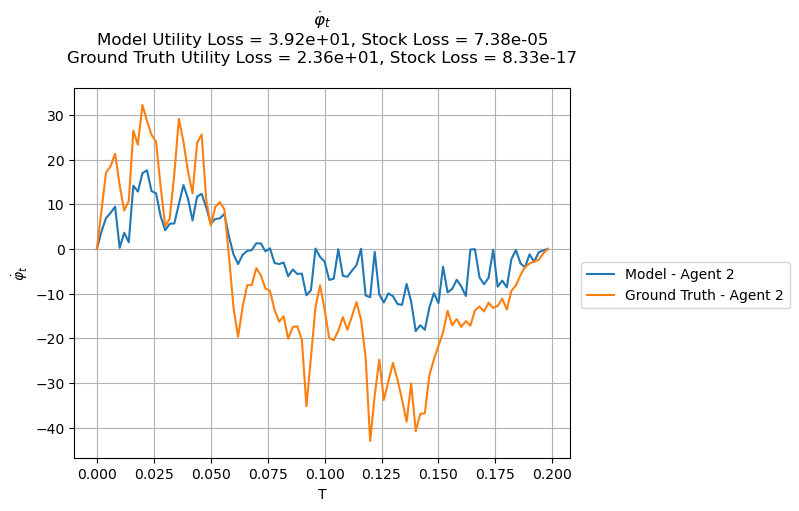 φ̇ₜ
Model Utility Loss = 3.92e+01, Stock Loss = 7.38e-05
Ground Truth Utility Loss = 2.36e+01, Stock Loss = 8.33e-17
30
20
10
0
−10
−20
−30
−40
φ̇ₜ
0.000
0.025
0.050
0.075
0.100
0.125
0.150
0.175
0.200
T
Model - Agent 2
Ground Truth - Agent 2